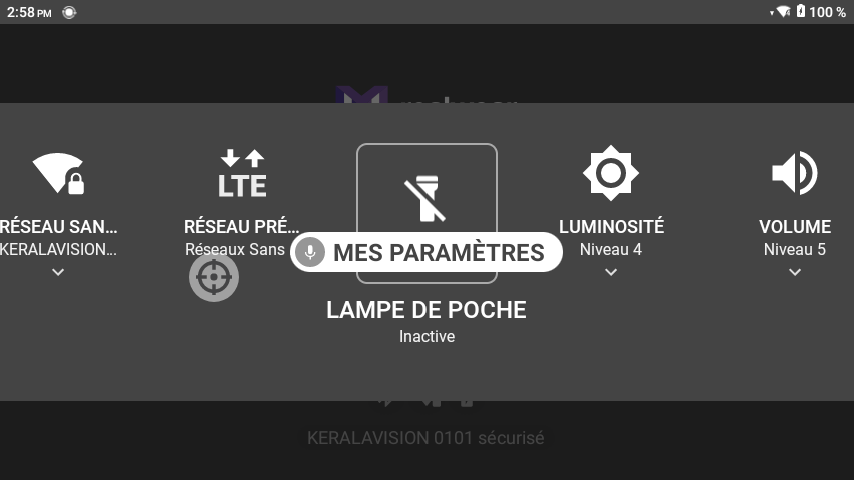 2:58 PM
100 %
RÉSEAU SAN...
KERALAVISION...
LTE
RÉSEAU PRÉ...
Réseaux Sans
MES PARAMÈTRES
LAMPE DE POCHE
Inactive
LUMINOSITÉ
Niveau 4
VOLUME
Niveau 5
KERALAVISION 0101 sécurisé